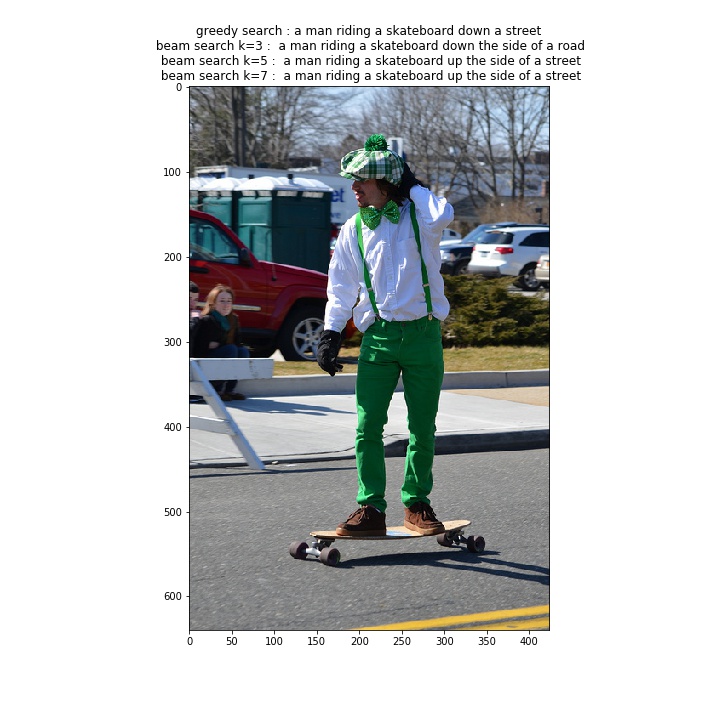 greedy search : a man riding a skateboard down a street
beam search k=3 :  a man riding a skateboard down the side of a road
beam search k=5 :  a man riding a skateboard up the side of a street
beam search k=7 :  a man riding a skateboard up the side of a street
0
100
200
300
400
500
600
0 50 100 150 200 250 300 350 400
et